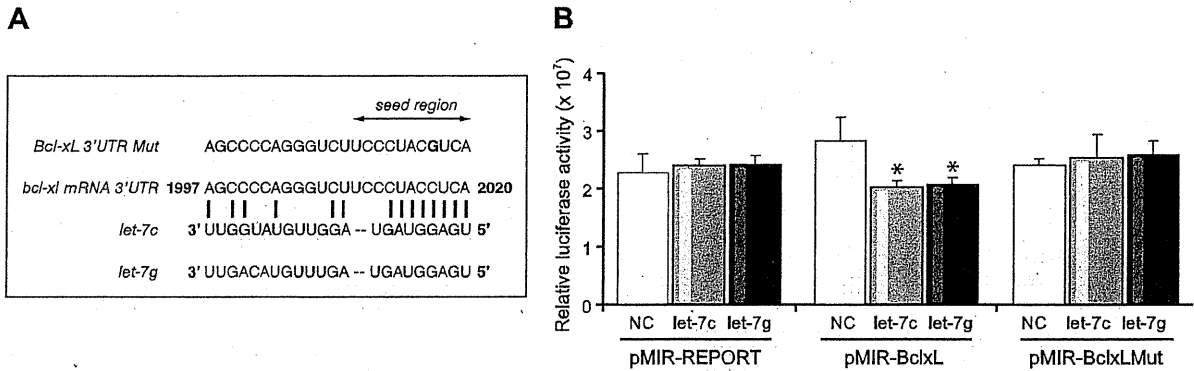 A
seed region
Bcl-xL 3'UTR Mut AGCCCCAGGGUCUUCCCUACGUCA
bcl-xl mRNA 3'UTR 1997 AGCCCCAGGGUCUUCCCUACCUCA 2020
let-7c 3' UUGGUAUGUUGGA -- UGAUGGAGU 5'
let-7g 3' UUGACAUGUUUGA -- UGAUGGAGU 5'
B
Relative luciferase activity (x 10⁷)
4
3
2
1
0
* *
NC let-7c let-7g NC let-7c let-7g NC let-7c let-7g
pMIR-REPORT pMIR-BclxL pMIR-BclxLMut